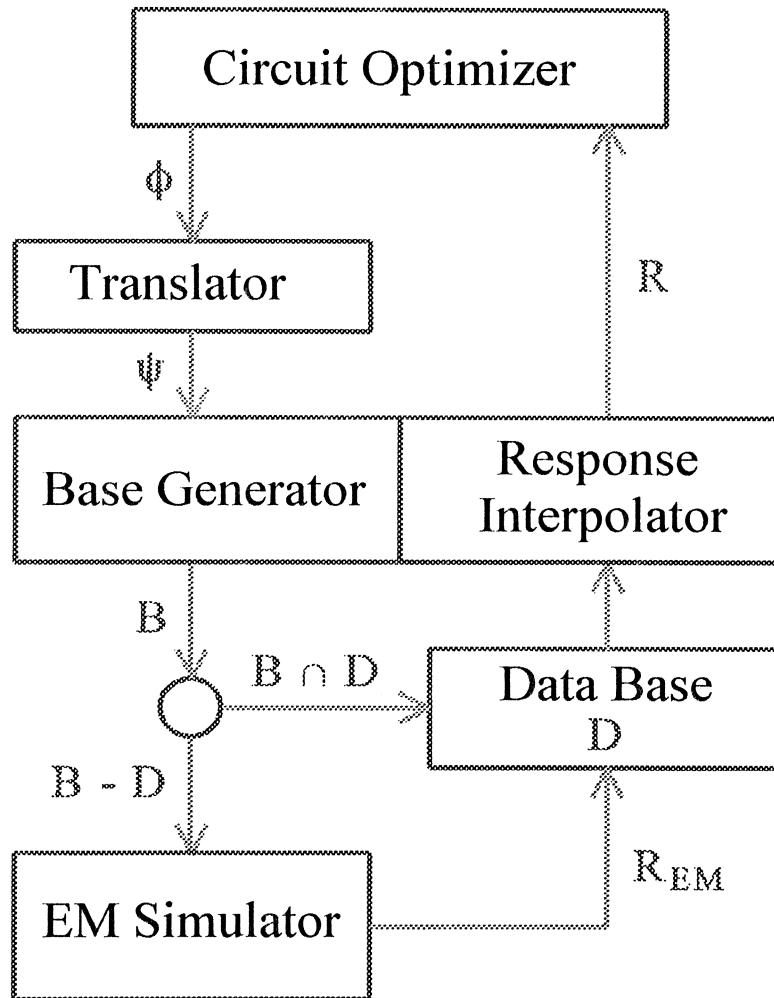 Circuit Optimizer
ϕ
R
Translator
ψ
Base Generator
Response
Interpolator
B
B ∩ D
Data Base
D
B - D
R_EM
EM Simulator